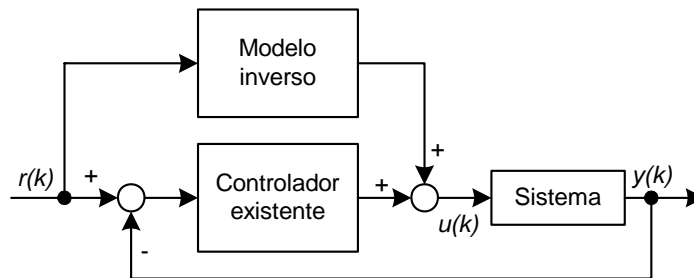 Modelo
inverso
r(k)
+
+
-
Controlador
existente
+
u(k)
Sistema
y(k)